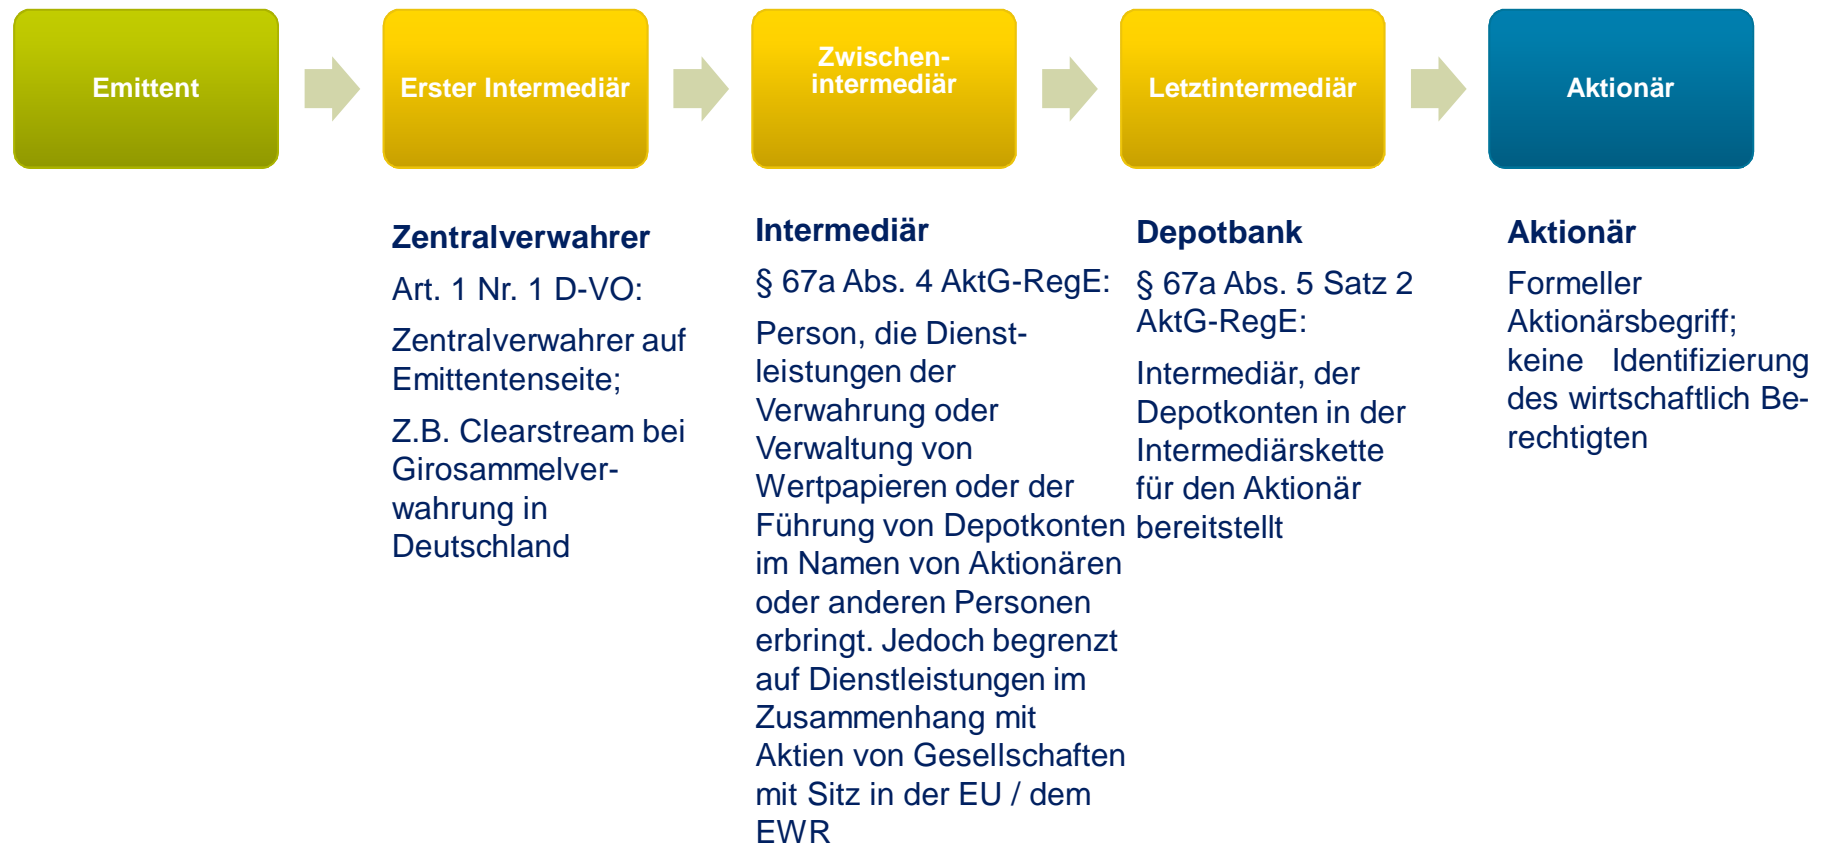 Emittent
Erster Intermediär
Zwischen-
intermediär
Letztintermediär
Aktionär
Zentralverwahrer
Art. 1 Nr. 1 D-VO:
Zentralverwahrer auf
Emittentenseite;
Z.B. Clearstream bei
Girosammelver-
wahrung in
Deutschland
Intermediär
§ 67a Abs. 4 AktG-RegE:
Person, die Dienst-
leistungen der
Verwahrung oder
Verwaltung von
Wertpapieren oder der
Führung von Depotkonten
im Namen von Aktionären
oder anderen Personen
erbringt. Jedoch begrenzt
auf Dienstleistungen im
Zusammenhang mit
Aktien von Gesellschaften
mit Sitz in der EU / dem
EWR
Depotbank
§ 67a Abs. 5 Satz 2
AktG-RegE:
Intermediär, der
Depotkonten in der
Intermediärskette
für den Aktionär
bereitstellt
Aktionär
Formeller
Aktionärsbegriff;
keine Identifizierung
des wirtschaftlich Be-
rechtigten